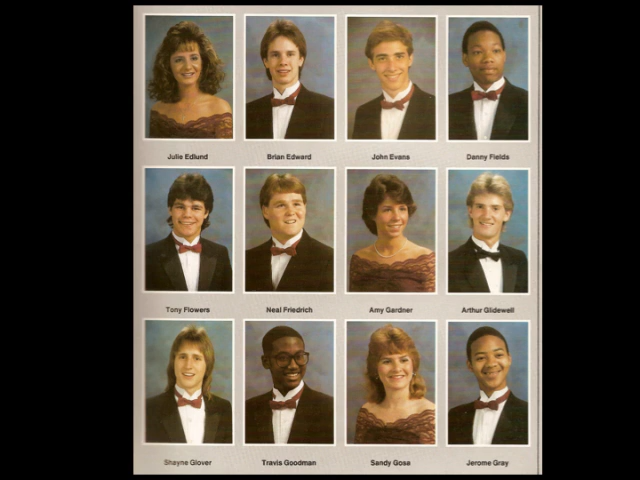 Julie Edlund Brian Edward John Evans Danny Fields
Tony Flowers Neal Friedrich Amy Gardner Arthur Glidewell
Shayne Glover Travis Goodman Sandy Gosa Jerome Gray